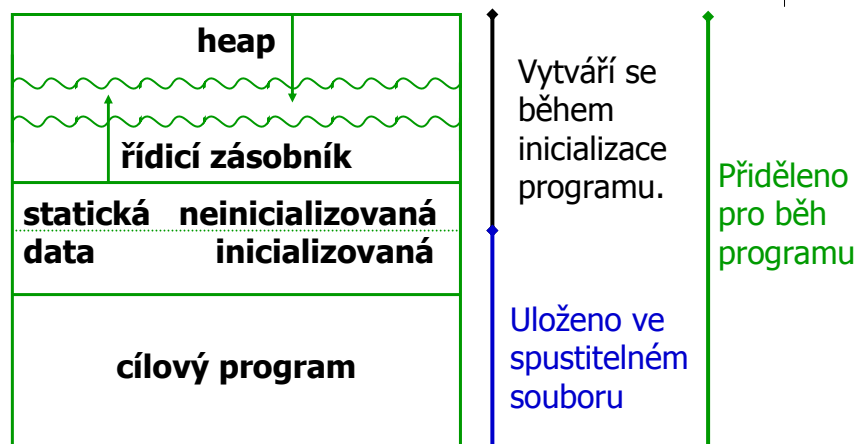 heap
řídicí zásobník
statická neinicializovaná
data inicializovaná
cílový program
Vytváří se
během
inicializace
programu.
Uloženo ve
spustitelném
souboru
Přiděleno
pro běh
programu